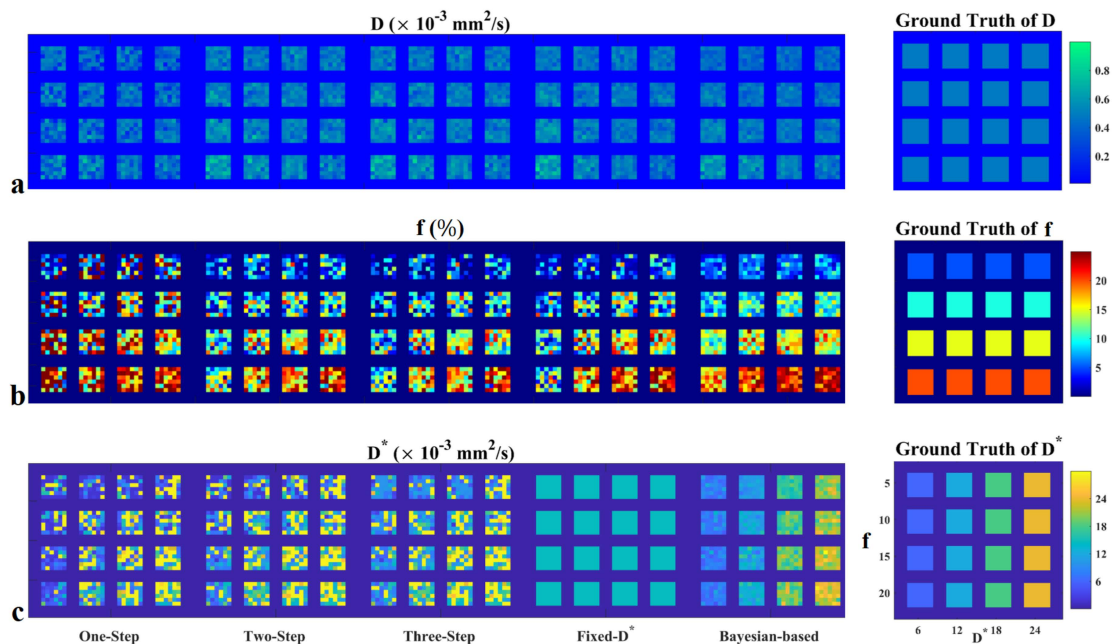 D (× 10⁻³ mm²/s)
Ground Truth of D
0.8
0.6
0.4
0.2
a
f (%)
Ground Truth of f
20
15
10
5
b
D* (× 10⁻³ mm²/s)
Ground Truth of D*
5
10
f
15
20
24
18
12
6
c
6 12 18 24
D*
One-Step Two-Step Three-Step Fixed-D* Bayesian-based